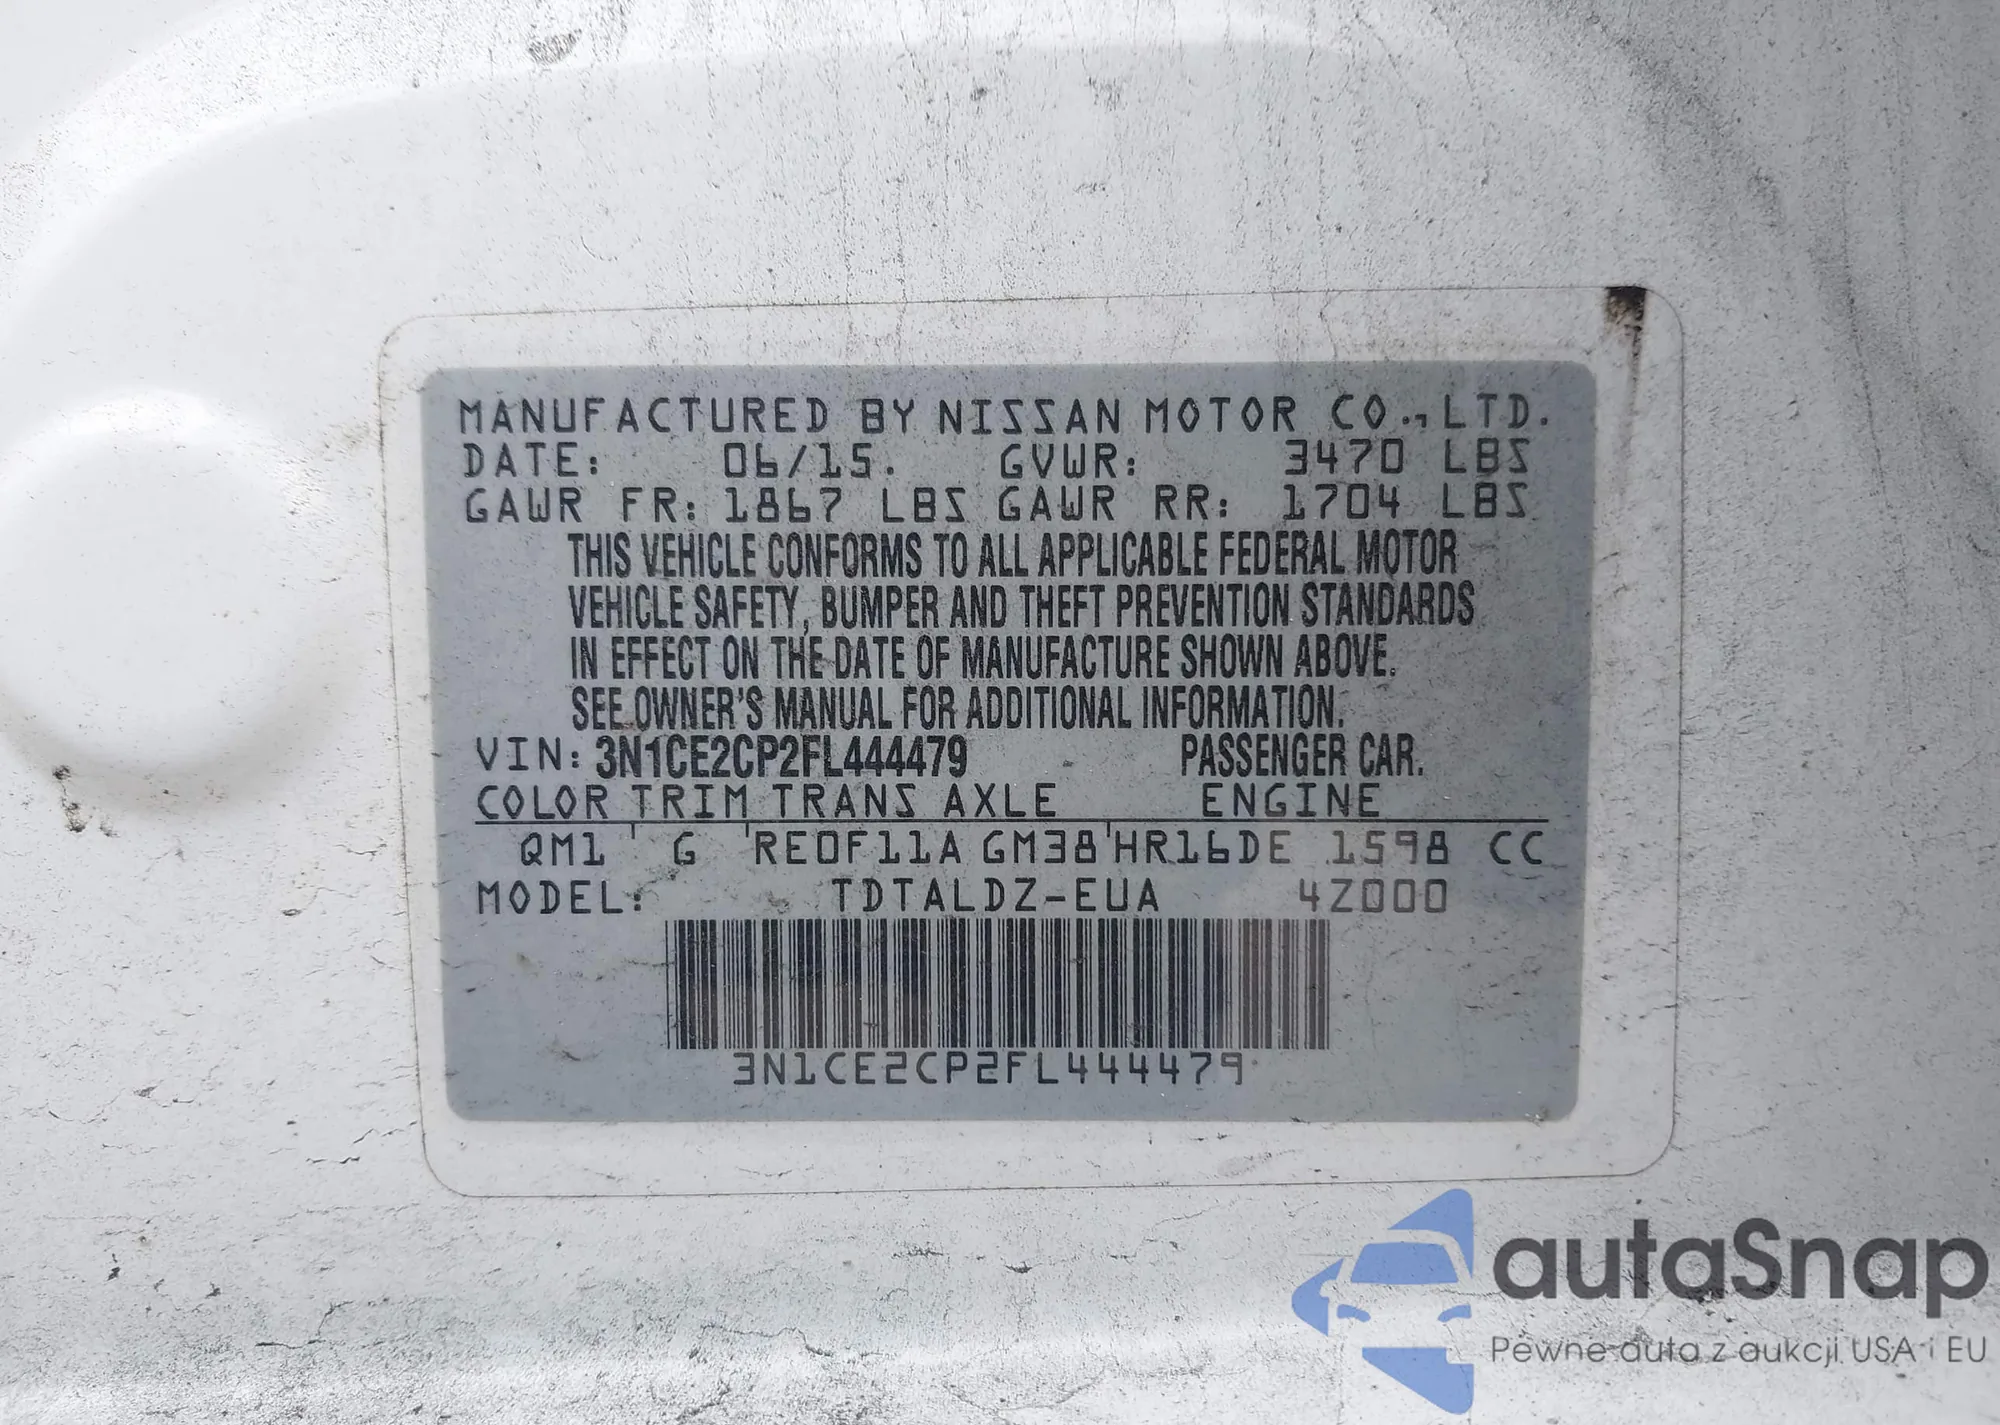 MANUFACTURED BY NISSAN MOTOR CO.,LTD.
DATE: 06/15. GVWR: 3470 LBS
GAWR FR: 1867 LBS GAWR RR: 1704 LBS
THIS VEHICLE CONFORMS TO ALL APPLICABLE FEDERAL MOTOR
VEHICLE SAFETY, BUMPER AND THEFT PREVENTION STANDARDS
IN EFFECT ON THE DATE OF MANUFACTURE SHOWN ABOVE.
SEE OWNER'S MANUAL FOR ADDITIONAL INFORMATION.
VIN: 3N1CE2CP2FL444479 PASSENGER CAR.
COLOR TRIM TRANS AXLE ENGINE
QM1 G RE0F11A GM38 HR16DE 1598 CC
MODEL: TDTALDZ-EUA 4Z000
3N1CE2CP2FL444479
autaSnap
Pewne auta z aukcji USA i EU